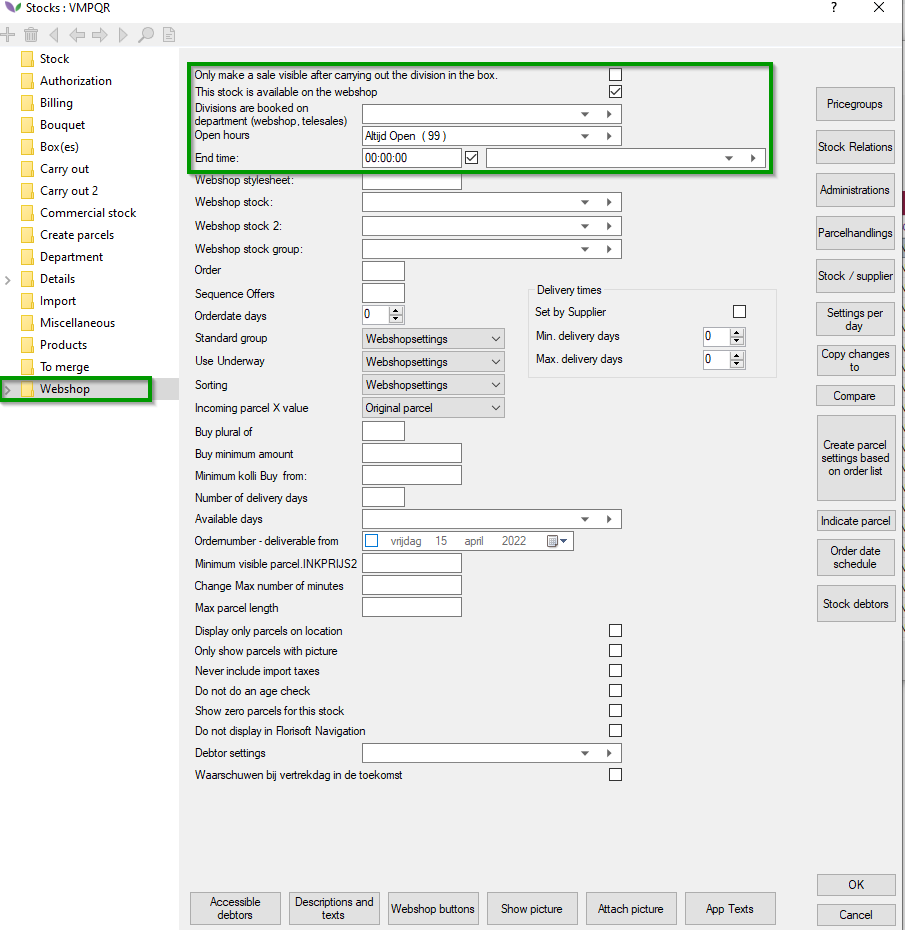 Stocks : VMPQR
?
Stock
Authorization
Billing
Bouquet
Box(es)
Carry out
Carry out 2
Commercial stock
Create parcels
Department
Details
Import
Miscellaneous
Products
To merge
Webshop
Only make a sale visible after carrying out the division in the box.
This stock is available on the webshop
Divisions are booked on
department (webshop, telesales)
Open hours
Altijd Open ( 99 )
End time:
00:00:00
Webshop stylesheet:
Webshop stock:
Webshop stock 2:
Webshop stock group:
Order
Sequence Offers
Orderdate days
0
Standard group
Webshopsettings
Use Underway
Webshopsettings
Sorting
Webshopsettings
Incoming parcel X value
Original parcel
Buy plural of
Buy minimum amount
Minimum kolli Buy from:
Number of delivery days
Available days
Ordernumber - deliverable from
vrijdag 15 april 2022
Minimum visible parcel.INKPRIJS2
Change Max number of minutes
Max parcel length
Display only parcels on location
Only show parcels with picture
Never include import taxes
Do not do an age check
Show zero parcels for this stock
Do not display in Florisoft Navigation
Debtor settings
Waarschuwen bij vertrekdag in de toekomst
Delivery times
Set by Supplier
Min. delivery days
0
Max. delivery days
0
Pricegroups
Stock Relations
Administrations
Parcelhandlings
Stock / supplier
Settings per
day
Copy changes
to
Compare
Create parcel
settings based
on order list
Indicate parcel
Order date
schedule
Stock debtors
OK
Cancel
Accessible
debtors
Descriptions and
texts
Webshop buttons
Show picture
Attach picture
App Texts